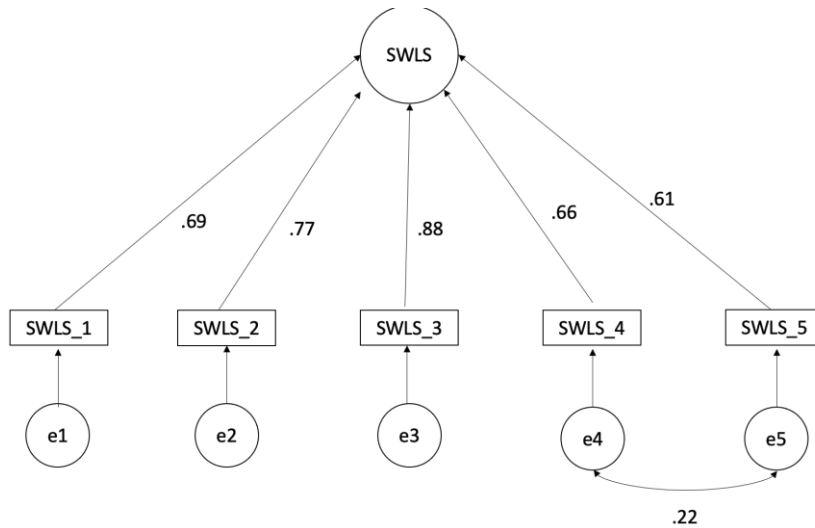 SWLS
.69
.77
.88
.66
.61
SWLS_1
SWLS_2
SWLS_3
SWLS_4
SWLS_5
e1
e2
e3
e4
e5
.22